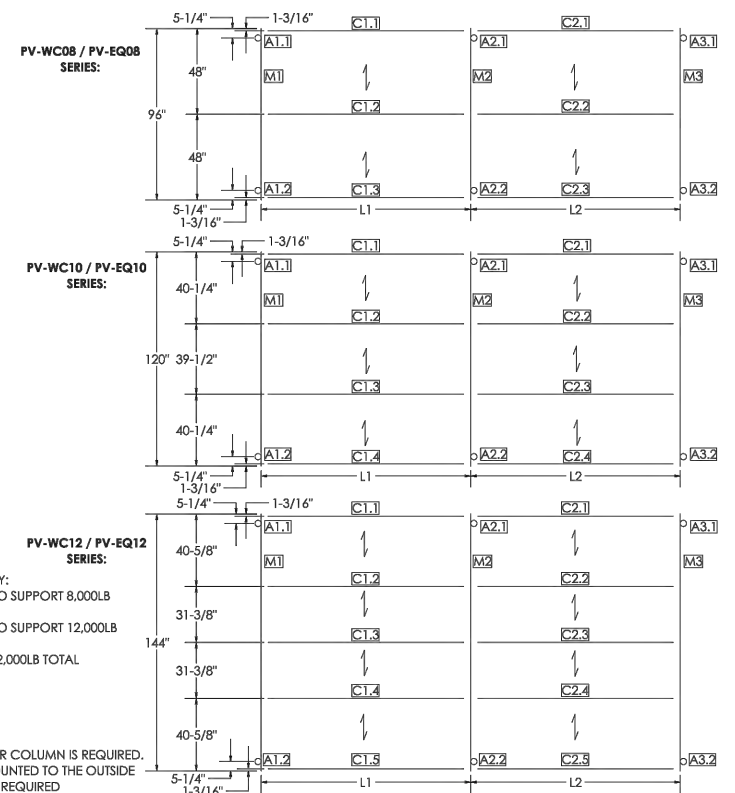 5-1/4"
1-3/16"
C1.1
C2.1
PV-WC08 / PV-EQ08
SERIES:
A1.1
A2.1
A3.1
48"
M1
M2
M3
96"
C1.2
C2.2
48"
A1.2
C1.3
A2.2
C2.3
A3.2
5-1/4"
1-3/16"
L1
L2
5-1/4"
1-3/16"
C1.1
C2.1
PV-WC10 / PV-EQ10
SERIES:
A1.1
A2.1
A3.1
40-1/4"
M1
M2
M3
C1.2
C2.2
120"
39-1/2"
C1.3
C2.3
40-1/4"
A1.2
C1.4
A2.2
C2.4
A3.2
5-1/4"
1-3/16"
L1
L2
5-1/4"
1-3/16"
C1.1
C2.1
PV-WC12 / PV-EQ12
SERIES:
A1.1
A2.1
A3.1
40-5/8"
M1
M2
M3
Y:
O SUPPORT 8,000LB
C1.2
C2.2
31-3/8"
O SUPPORT 12,000LB
C1.3
C2.3
144"
2,000LB TOTAL
31-3/8"
C1.4
C2.4
40-5/8"
R COLUMN IS REQUIRED.
UNTED TO THE OUTSIDE
REQUIRED
A1.2
C1.5
A2.2
C2.5
A3.2
5-1/4"
1-3/16"
L1
L2